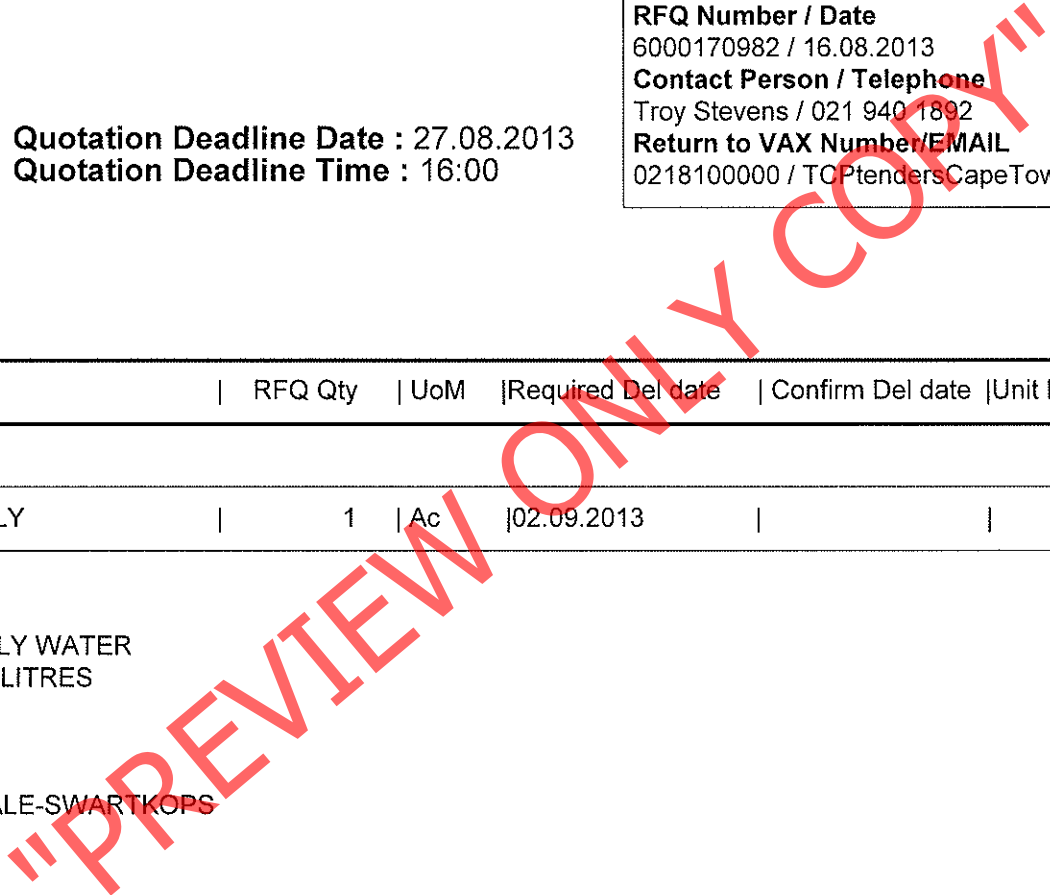 RFQ Number / Date
6000170982 / 16.08.2013
Contact Person / Telephone
Troy Stevens / 021 940 1892
Return to VAX Number/EMAIL
0218100000 / TCPtendersCapeTow
Quotation Deadline Date : 27.08.2013
Quotation Deadline Time : 16:00
| RFQ Qty | UoM |Required Del date | Confirm Del date |Unit
LY | 1 | Ac |02.09.2013 | |
LY WATER
LITRES
ALE-SWARTKOPS
"PREVIEW ONLY COPY"